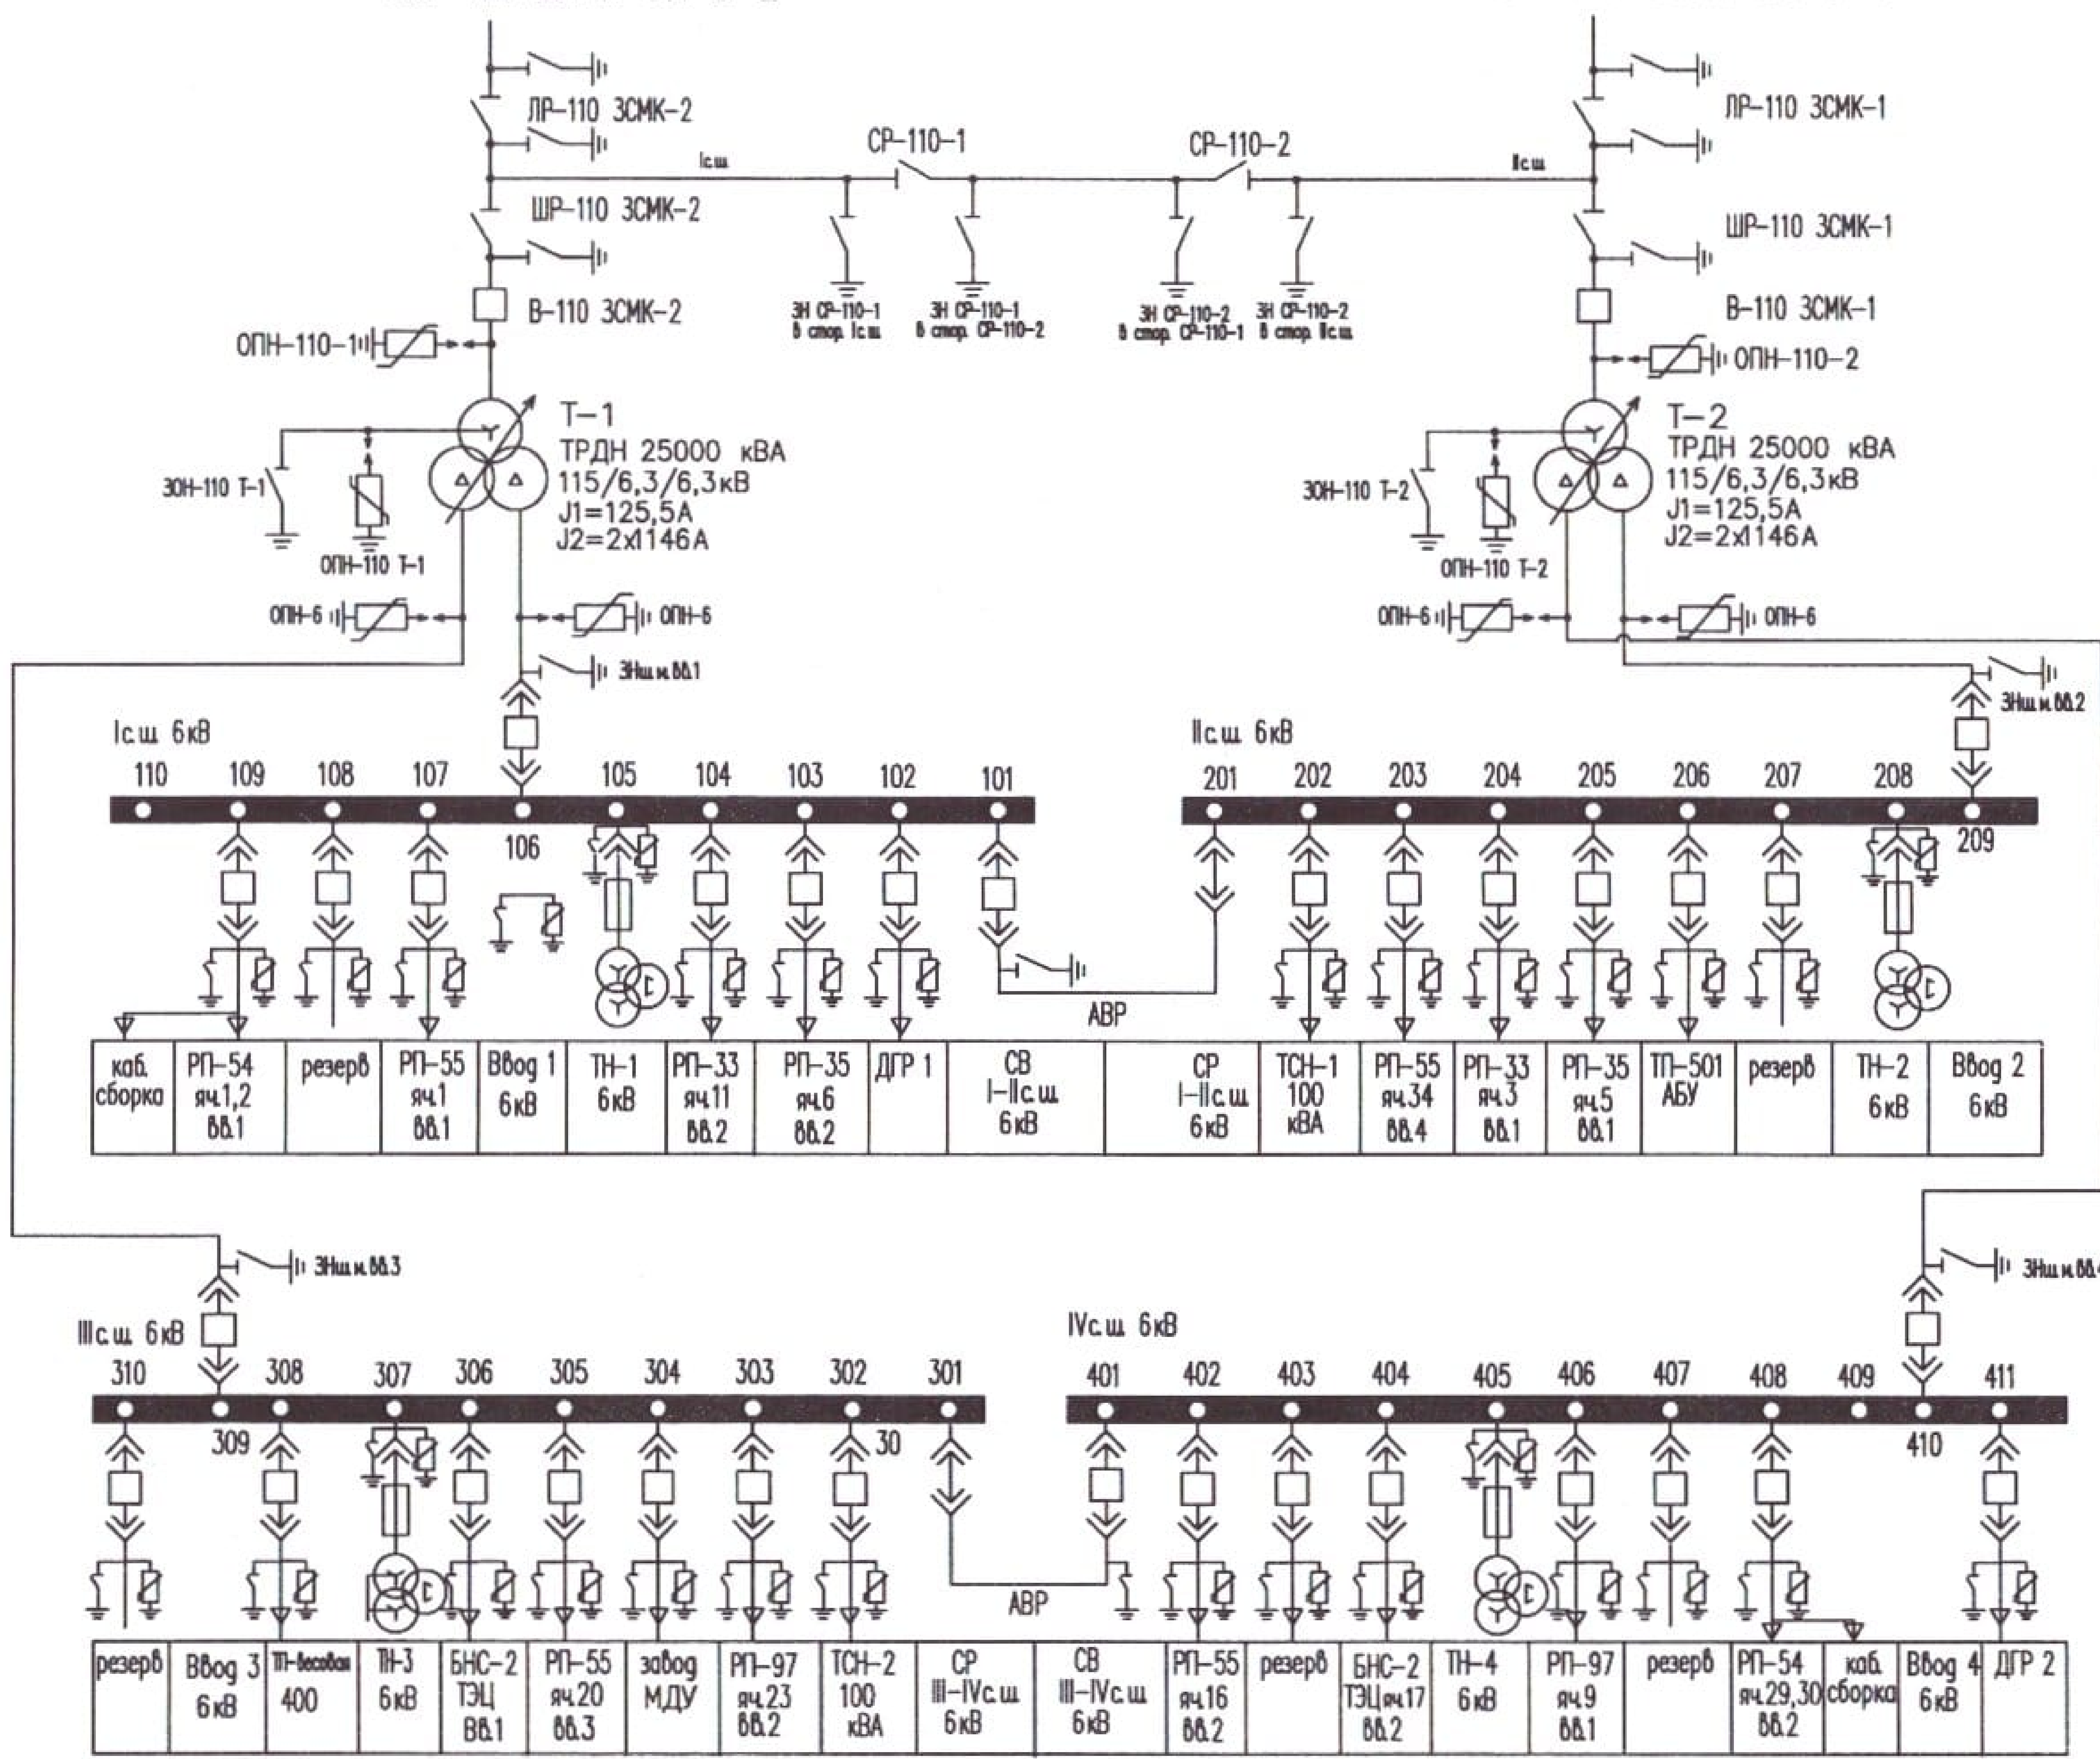 ЛР-110 ЗСМК-2
ЛР-110 ЗСМК-1
СР-110-1
СР-110-2
Iс.ш.
IIс.ш.
ШР-110 ЗСМК-2
ШР-110 ЗСМК-1
В-110 ЗСМК-2
ЗН СР-110-1
в стор. Iс.ш.
ЗН СР-110-1
в стор. СР-110-2
ЗН СР-110-2
в стор. СР-110-1
ЗН СР-110-2
в стор. IIс.ш.
В-110 ЗСМК-1
ОПН-110-1
ОПН-110-2
Т-1
ТРДН 25000 кВА
115/6,3/6,3кВ
J1=125,5А
J2=2х1146А
ЗОН-110 Т-1
ОПН-110 Т-1
Т-2
ТРДН 25000 кВА
115/6,3/6,3кВ
J1=125,5А
J2=2х1146А
ЗОН-110 Т-2
ОПН-110 Т-2
ОПН-6
ОПН-6
ОПН-6
ОПН-6
ЗНш.м.вв.1
ЗНш.м.вв.2
Iс.ш. 6кВ
IIс.ш. 6кВ
110 109 108 107 105 104 103 102 101
201 202 203 204 205 206 207 208
106
209
АВР
каб.
сборка
РП-54
яч.1,2
вв.1
резерв
РП-55
яч.1
вв.1
Ввод 1
6кВ
ТН-1
6кВ
РП-33
яч.11
вв.2
РП-35
яч.6
вв.2
ДГР 1
СВ
I-IIс.ш.
6кВ
СР
I-IIс.ш.
6кВ
ТСН-1
100
кВА
РП-55
яч.34
вв.4
РП-33
яч.3
вв.1
РП-35
яч.5
вв.1
ТП-501
АБУ
резерв
ТН-2
6кВ
Ввод 2
6кВ
ЗНш.м.вв.3
ЗНш.м.вв.
IIIс.ш. 6кВ
IVс.ш. 6кВ
310 308 307 306 305 304 303 302 301
401 402 403 404 405 406 407 408 409 411
309
30
410
АВР
резерв
Ввод 3
6кВ
ТП-весовая
400
ТН-3
6кВ
БНС-2
ТЭЦ
Вв.1
РП-55
яч.20
вв.3
завод
МДУ
РП-97
яч.23
вв.2
ТСН-2
100
кВА
СР
III-IVс.ш.
6кВ
СВ
III-IVс.ш.
6кВ
РП-55
яч.16
вв.2
резерв
БНС-2
ТЭЦ яч.17
вв.2
ТН-4
6кВ
РП-97
яч.9
вв.1
резерв
РП-54
яч.29,30
вв.2
каб.
сборка
Ввод 4
6кВ
ДГР 2